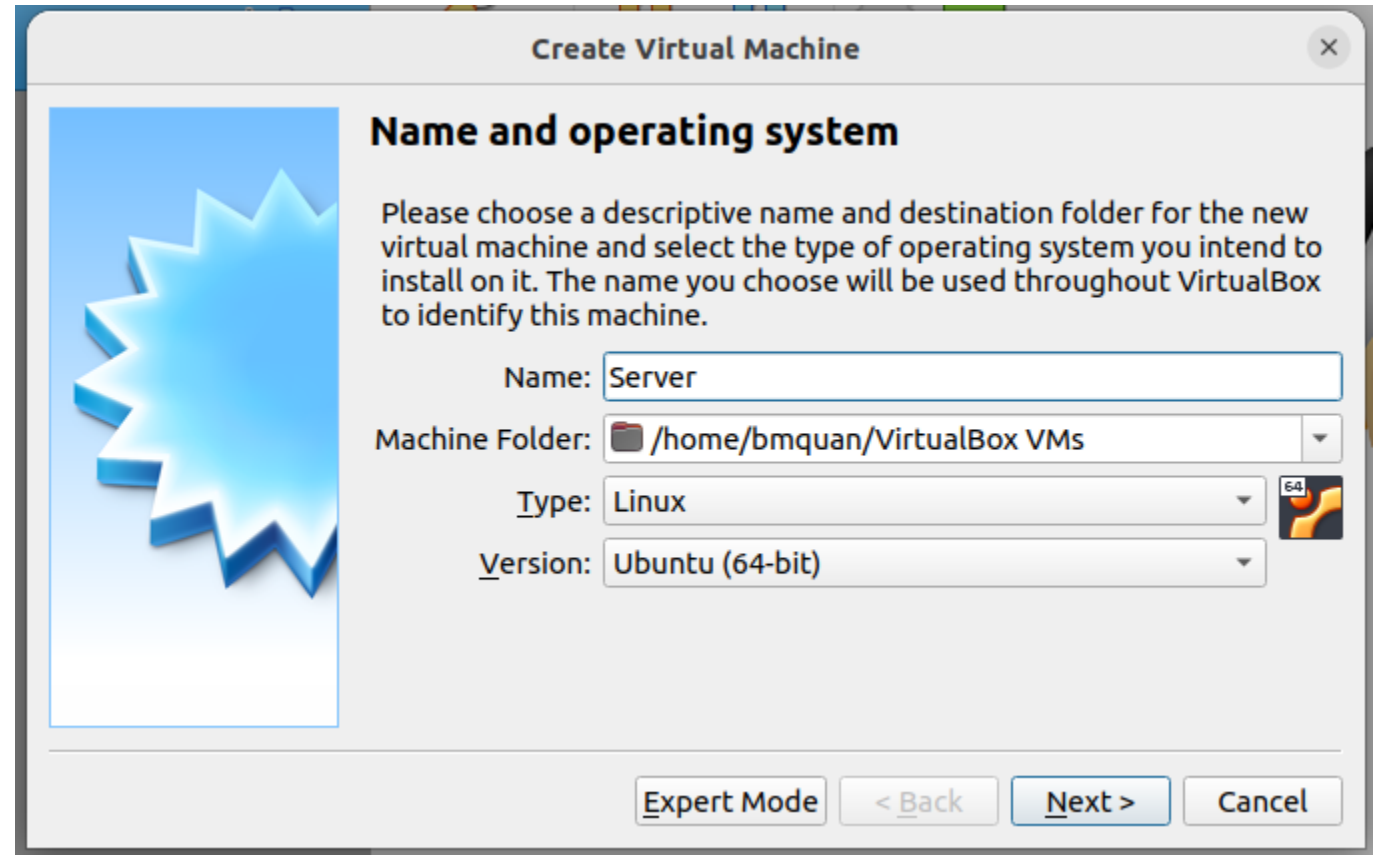 Create Virtual Machine
Name and operating system
Please choose a descriptive name and destination folder for the new
virtual machine and select the type of operating system you intend to
install on it. The name you choose will be used throughout VirtualBox
to identify this machine.
Name: Server
Machine Folder: /home/bmquan/VirtualBox VMs
Type: Linux
64
Version: Ubuntu (64-bit)
Expert Mode < Back Next > Cancel